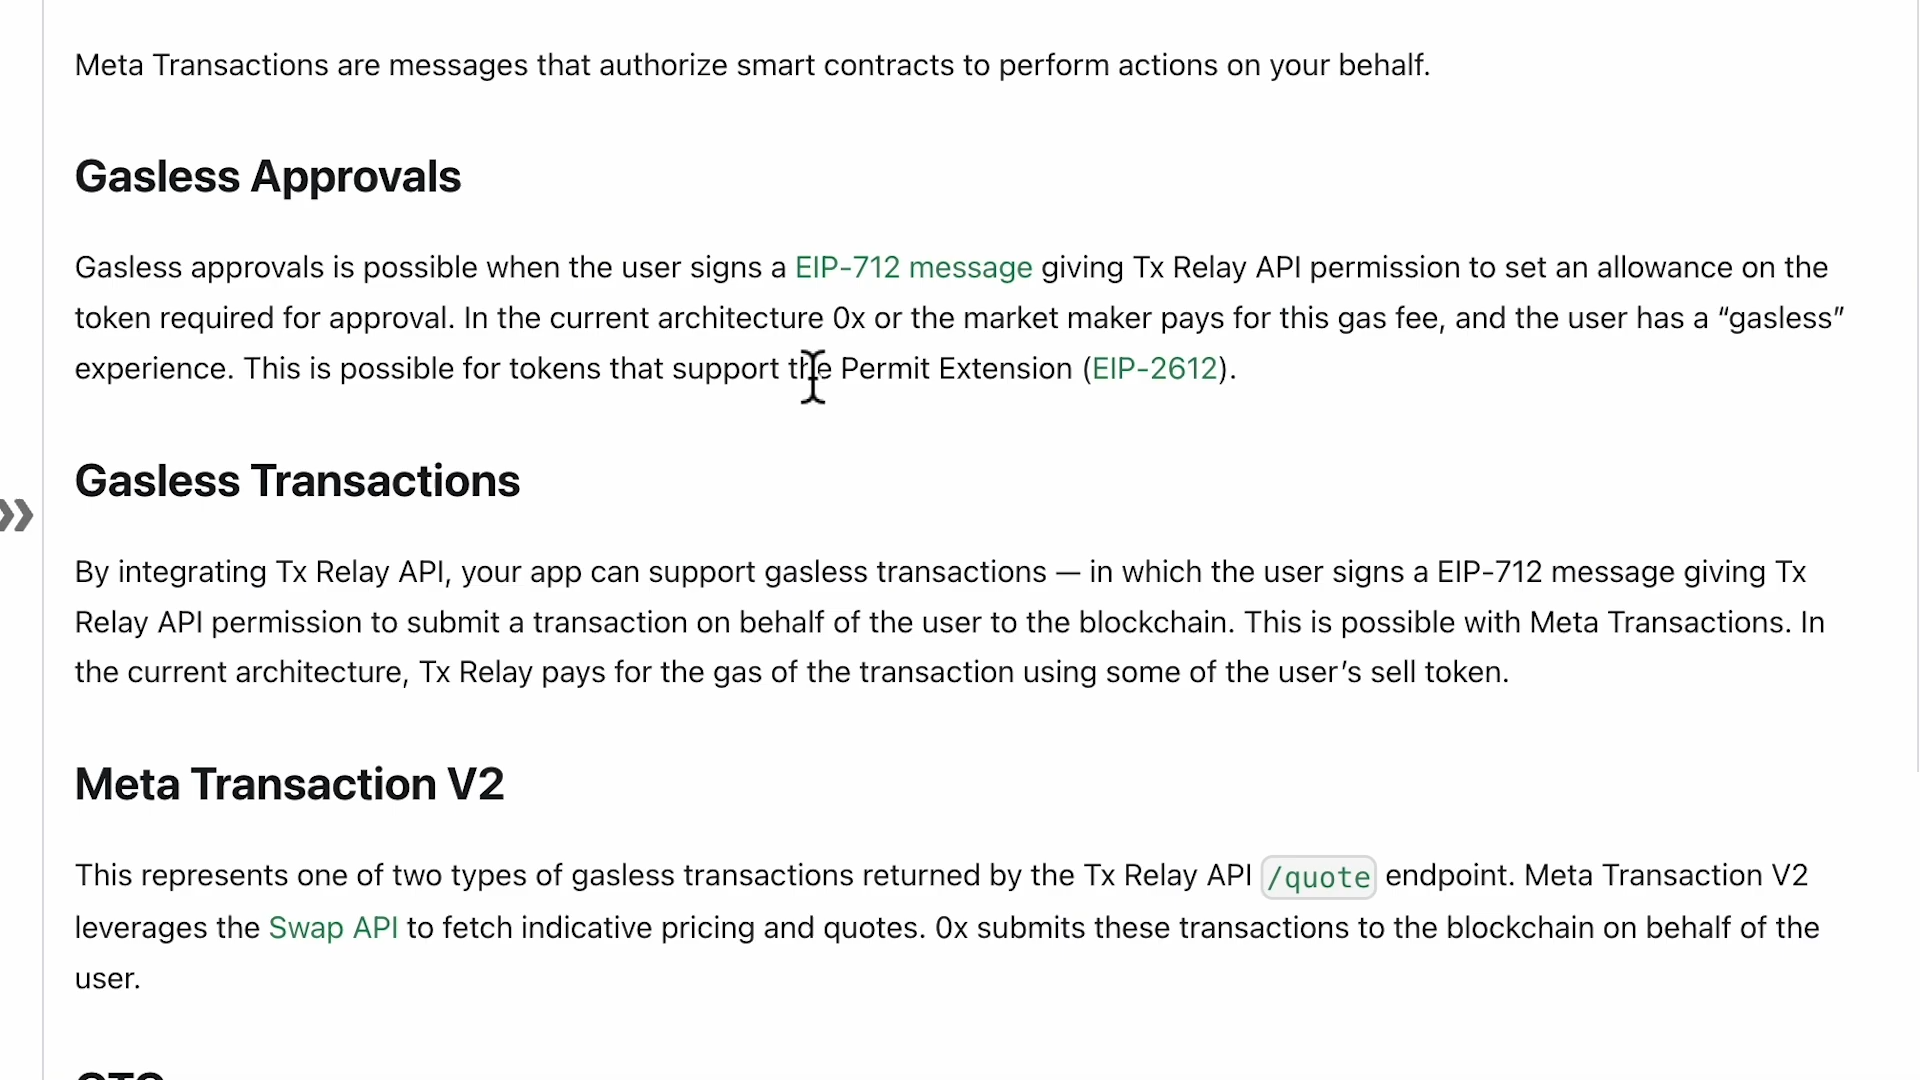 Meta Transactions are messages that authorize smart contracts to perform actions on your behalf.
Gasless Approvals
Gasless approvals is possible when the user signs a EIP-712 message giving Tx Relay API permission to set an allowance on the
token required for approval. In the current architecture 0x or the market maker pays for this gas fee, and the user has a “gasless”
experience. This is possible for tokens that support the Permit Extension (EIP-2612).
Gasless Transactions
By integrating Tx Relay API, your app can support gasless transactions — in which the user signs a EIP-712 message giving Tx
Relay API permission to submit a transaction on behalf of the user to the blockchain. This is possible with Meta Transactions. In
the current architecture, Tx Relay pays for the gas of the transaction using some of the user’s sell token.
Meta Transaction V2
This represents one of two types of gasless transactions returned by the Tx Relay API /quote endpoint. Meta Transaction V2
leverages the Swap API to fetch indicative pricing and quotes. 0x submits these transactions to the blockchain on behalf of the
user.